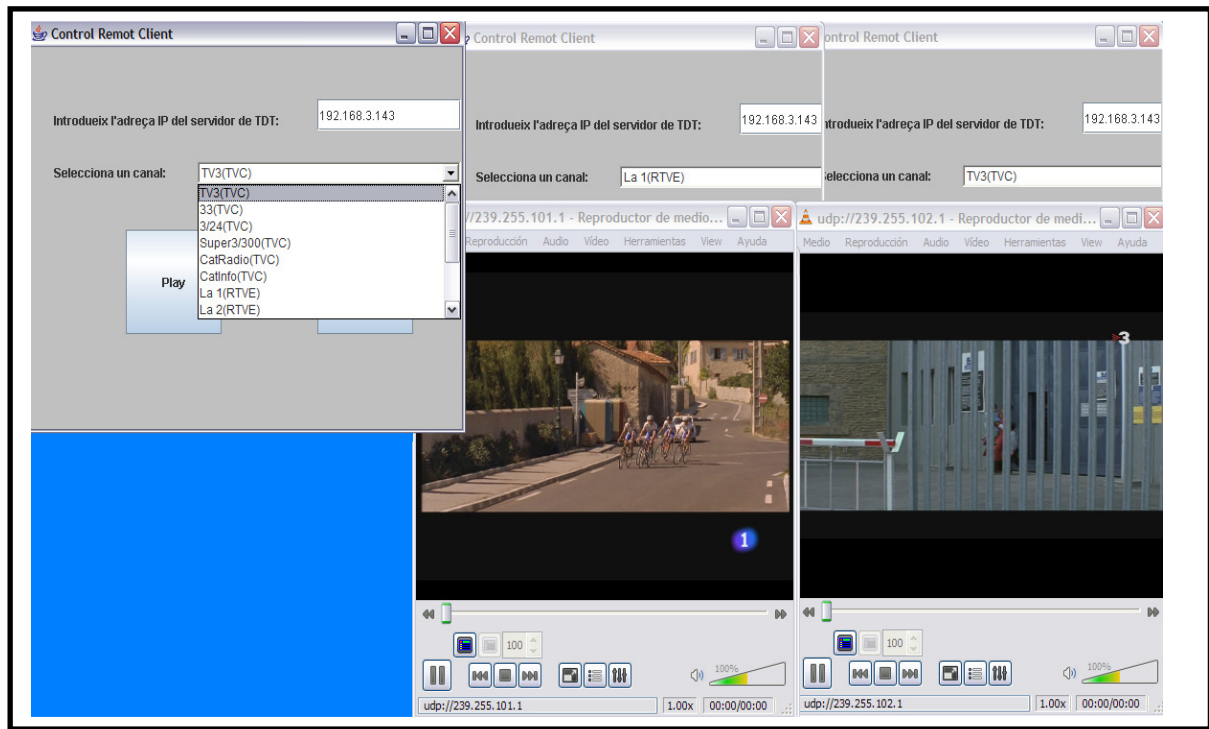 Control Remot Client
Introdueix l'adreça IP del servidor de TDT:
192.168.3.143
Selecciona un canal:
TV3(TVC)
TV3(TVC)
33(TVC)
3/24(TVC)
Super3/300(TVC)
CatRadio(TVC)
CatInfo(TVC)
La 1(RTVE)
La 2(RTVE)
Play
Control Remot Client
Introdueix l'adreça IP del servidor de TDT:
192.168.3.143
Selecciona un canal:
La 1(RTVE)
ontrol Remot Client
ntrodueix l'adreça IP del servidor de TDT:
192.168.3.143
elecciona un canal:
TV3(TVC)
//239.255.101.1 - Reproductor de medio...
Reproducción Audio Vídeo Herramientas View Ayuda
1
100
100%
udp://239.255.101.1
1.00x
00:00/00:00
udp://239.255.102.1 - Reproductor de medi...
Medio Reproducción Audio Vídeo Herramientas View Ayuda
3
100
100%
udp://239.255.102.1
1.00x
00:00/00:00